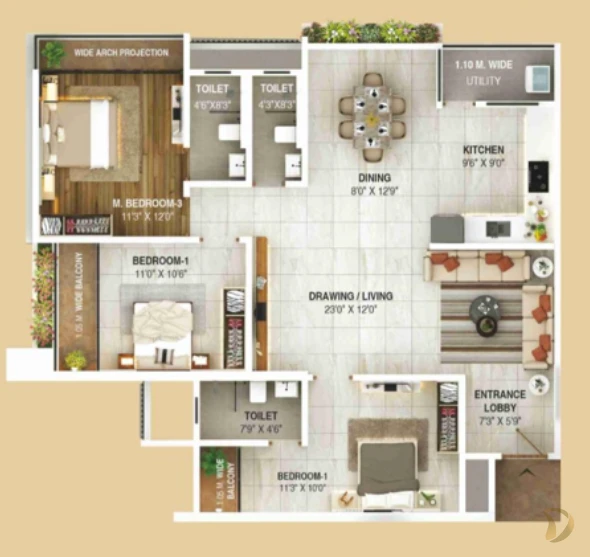 WIDE ARCH PROJECTION
TOILET
4'6"X8'3"
TOILET
4'3"X8'3"
1.10 M. WIDE
UTILITY
KITCHEN
9'6" X 9'0"
DINING
8'0" X 12'9"
M. BEDROOM-3
11'3" X 12'0"
BEDROOM-1
11'0" X 10'6"
1.05 M. WIDE BALCONY
DRAWING / LIVING
23'0" X 12'0"
ENTRANCE
LOBBY
7'3" X 5'9"
TOILET
7'9" X 4'6"
BEDROOM-1
11'3" X 10'0"
1.05 M. WIDE
BALCONY